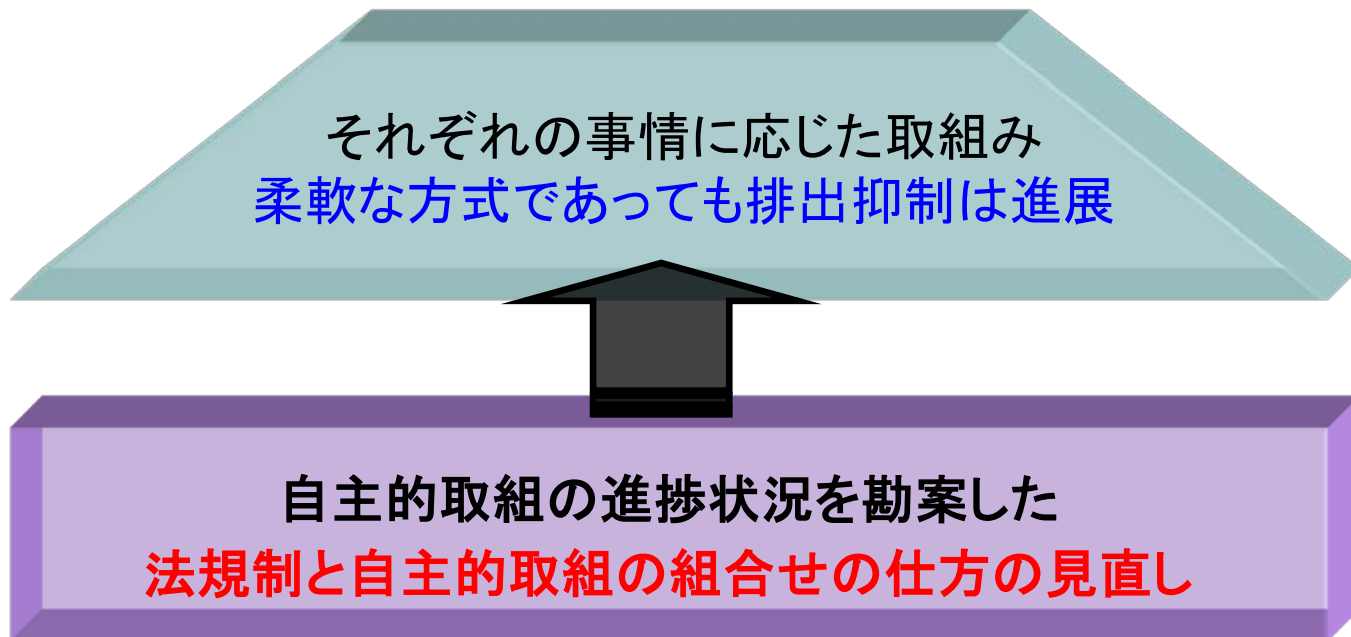 それぞれの事情に応じた取組み
柔軟な方式であっても排出抑制は進展
自主的取組の進捗状況を勘案した
法規制と自主的取組の組合せの仕方の見直し